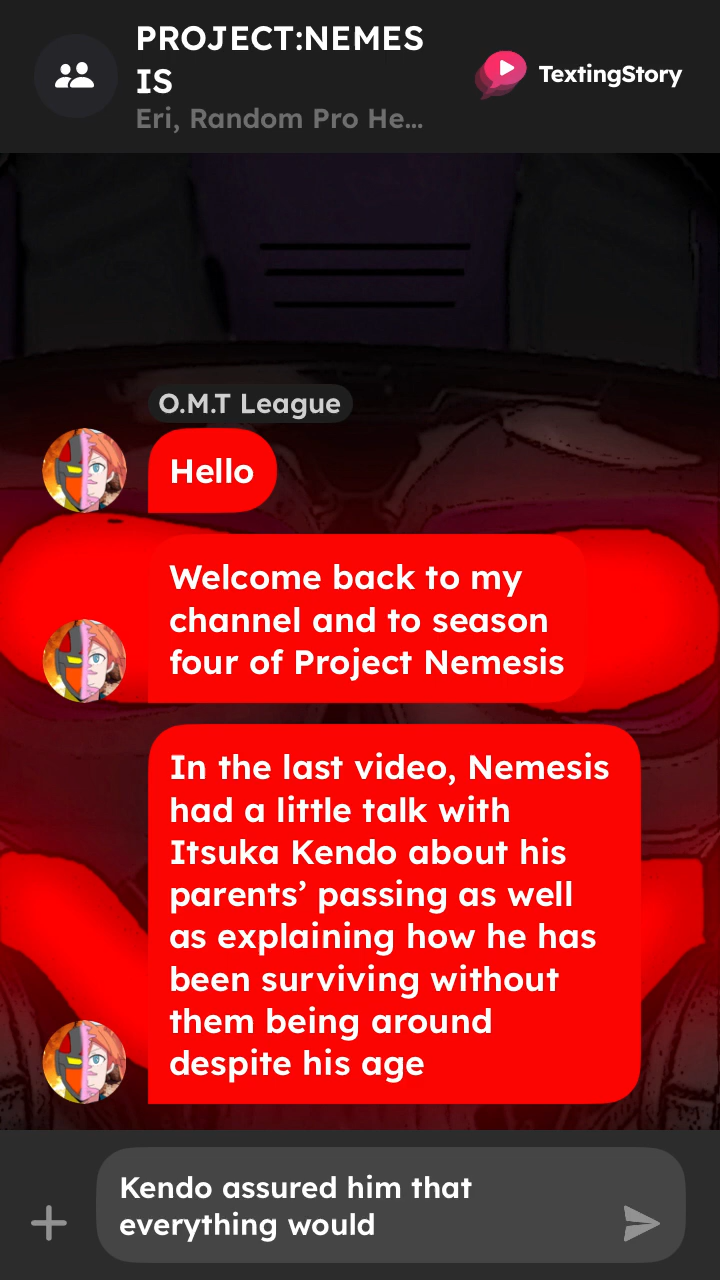 PROJECT:NEMES
IS
Eri, Random Pro He...
TextingStory
O.M.T League
Hello
Welcome back to my
channel and to season
four of Project Nemesis
In the last video, Nemesis
had a little talk with
Itsuka Kendo about his
parents’ passing as well
as explaining how he has
been surviving without
them being around
despite his age
Kendo assured him that
everything would